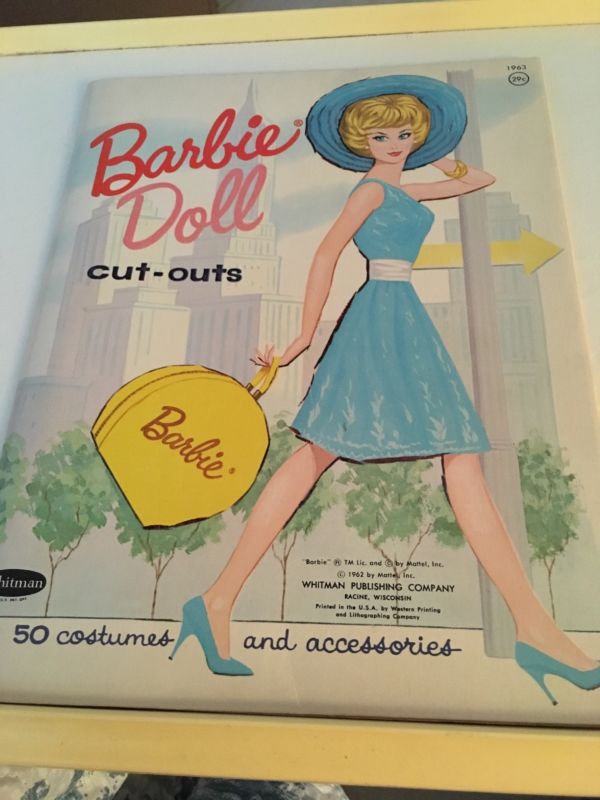 1963
29¢
Barbie®
Doll
cut-outs
Barbie®
"Barbie" ® TM Lic. and © by Mattel, Inc.
© 1962 by Mattel, Inc.
WHITMAN PUBLISHING COMPANY
RACINE, WISCONSIN
Printed in the U.S.A. by Western Printing
and Lithographing Company
hitman
50 costumes and accessories